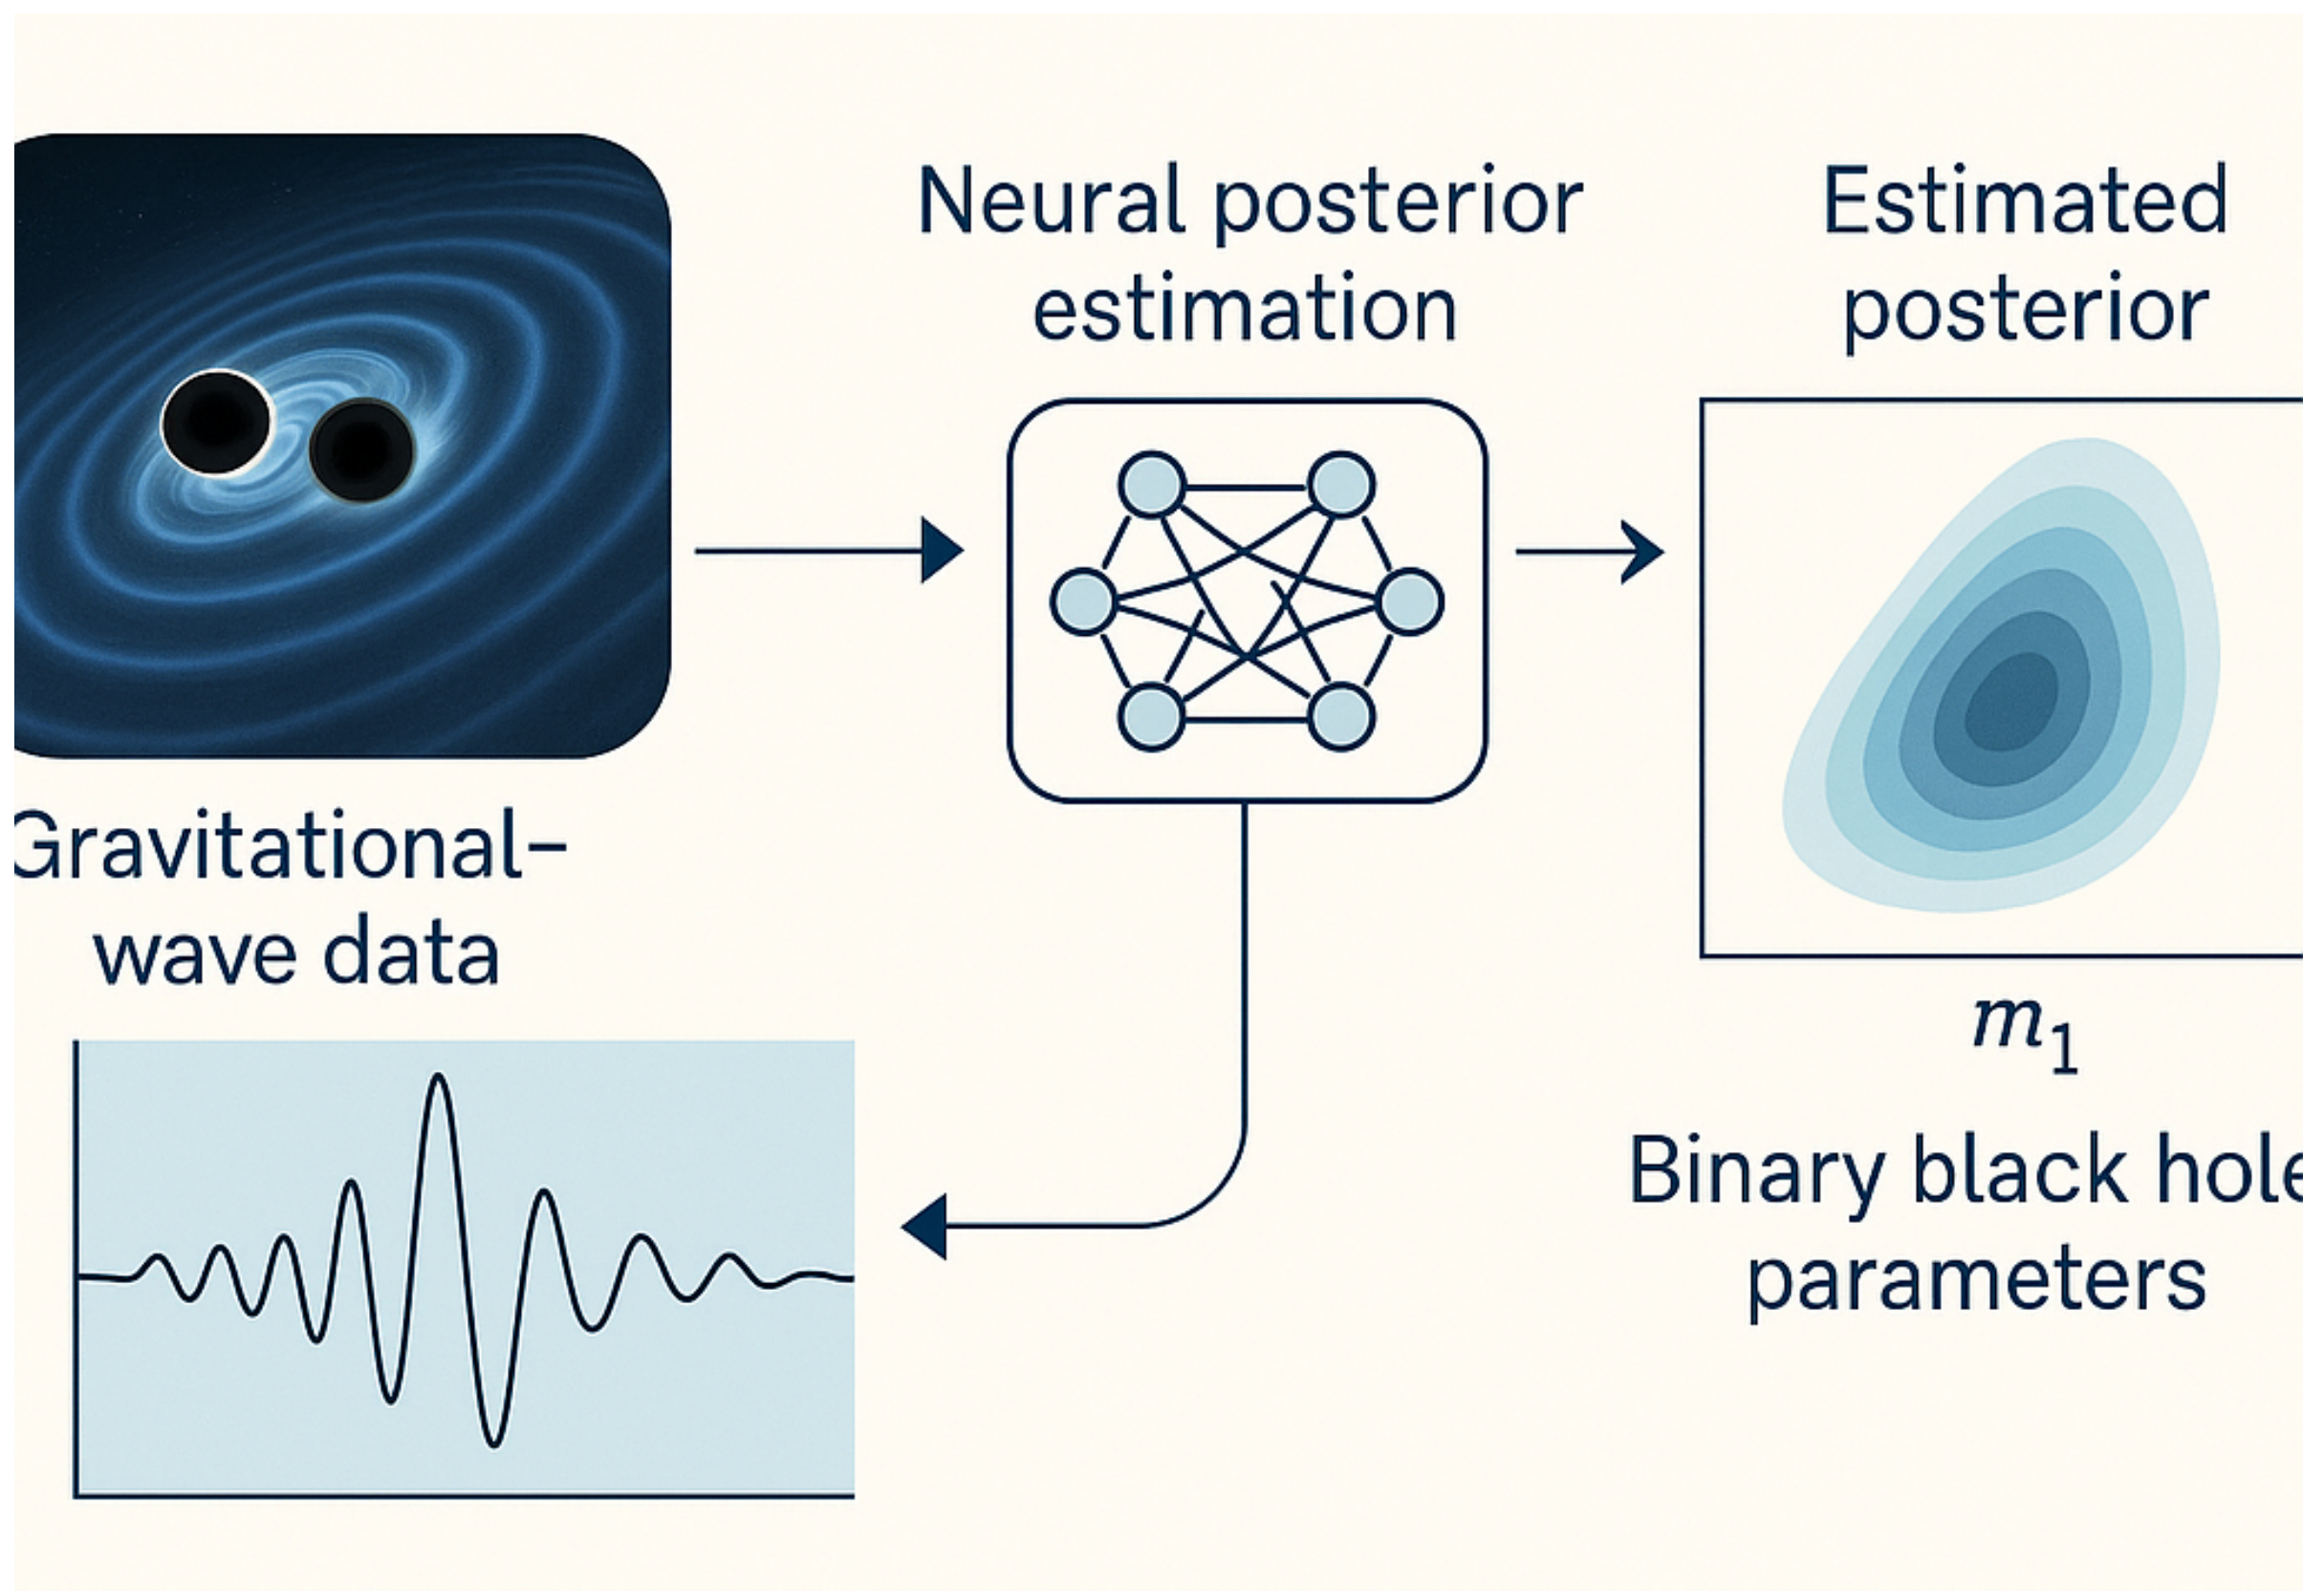 Neural posterior
estimation
Estimated
posterior
Gravitational-
wave data
m₁
Binary black hole
parameters